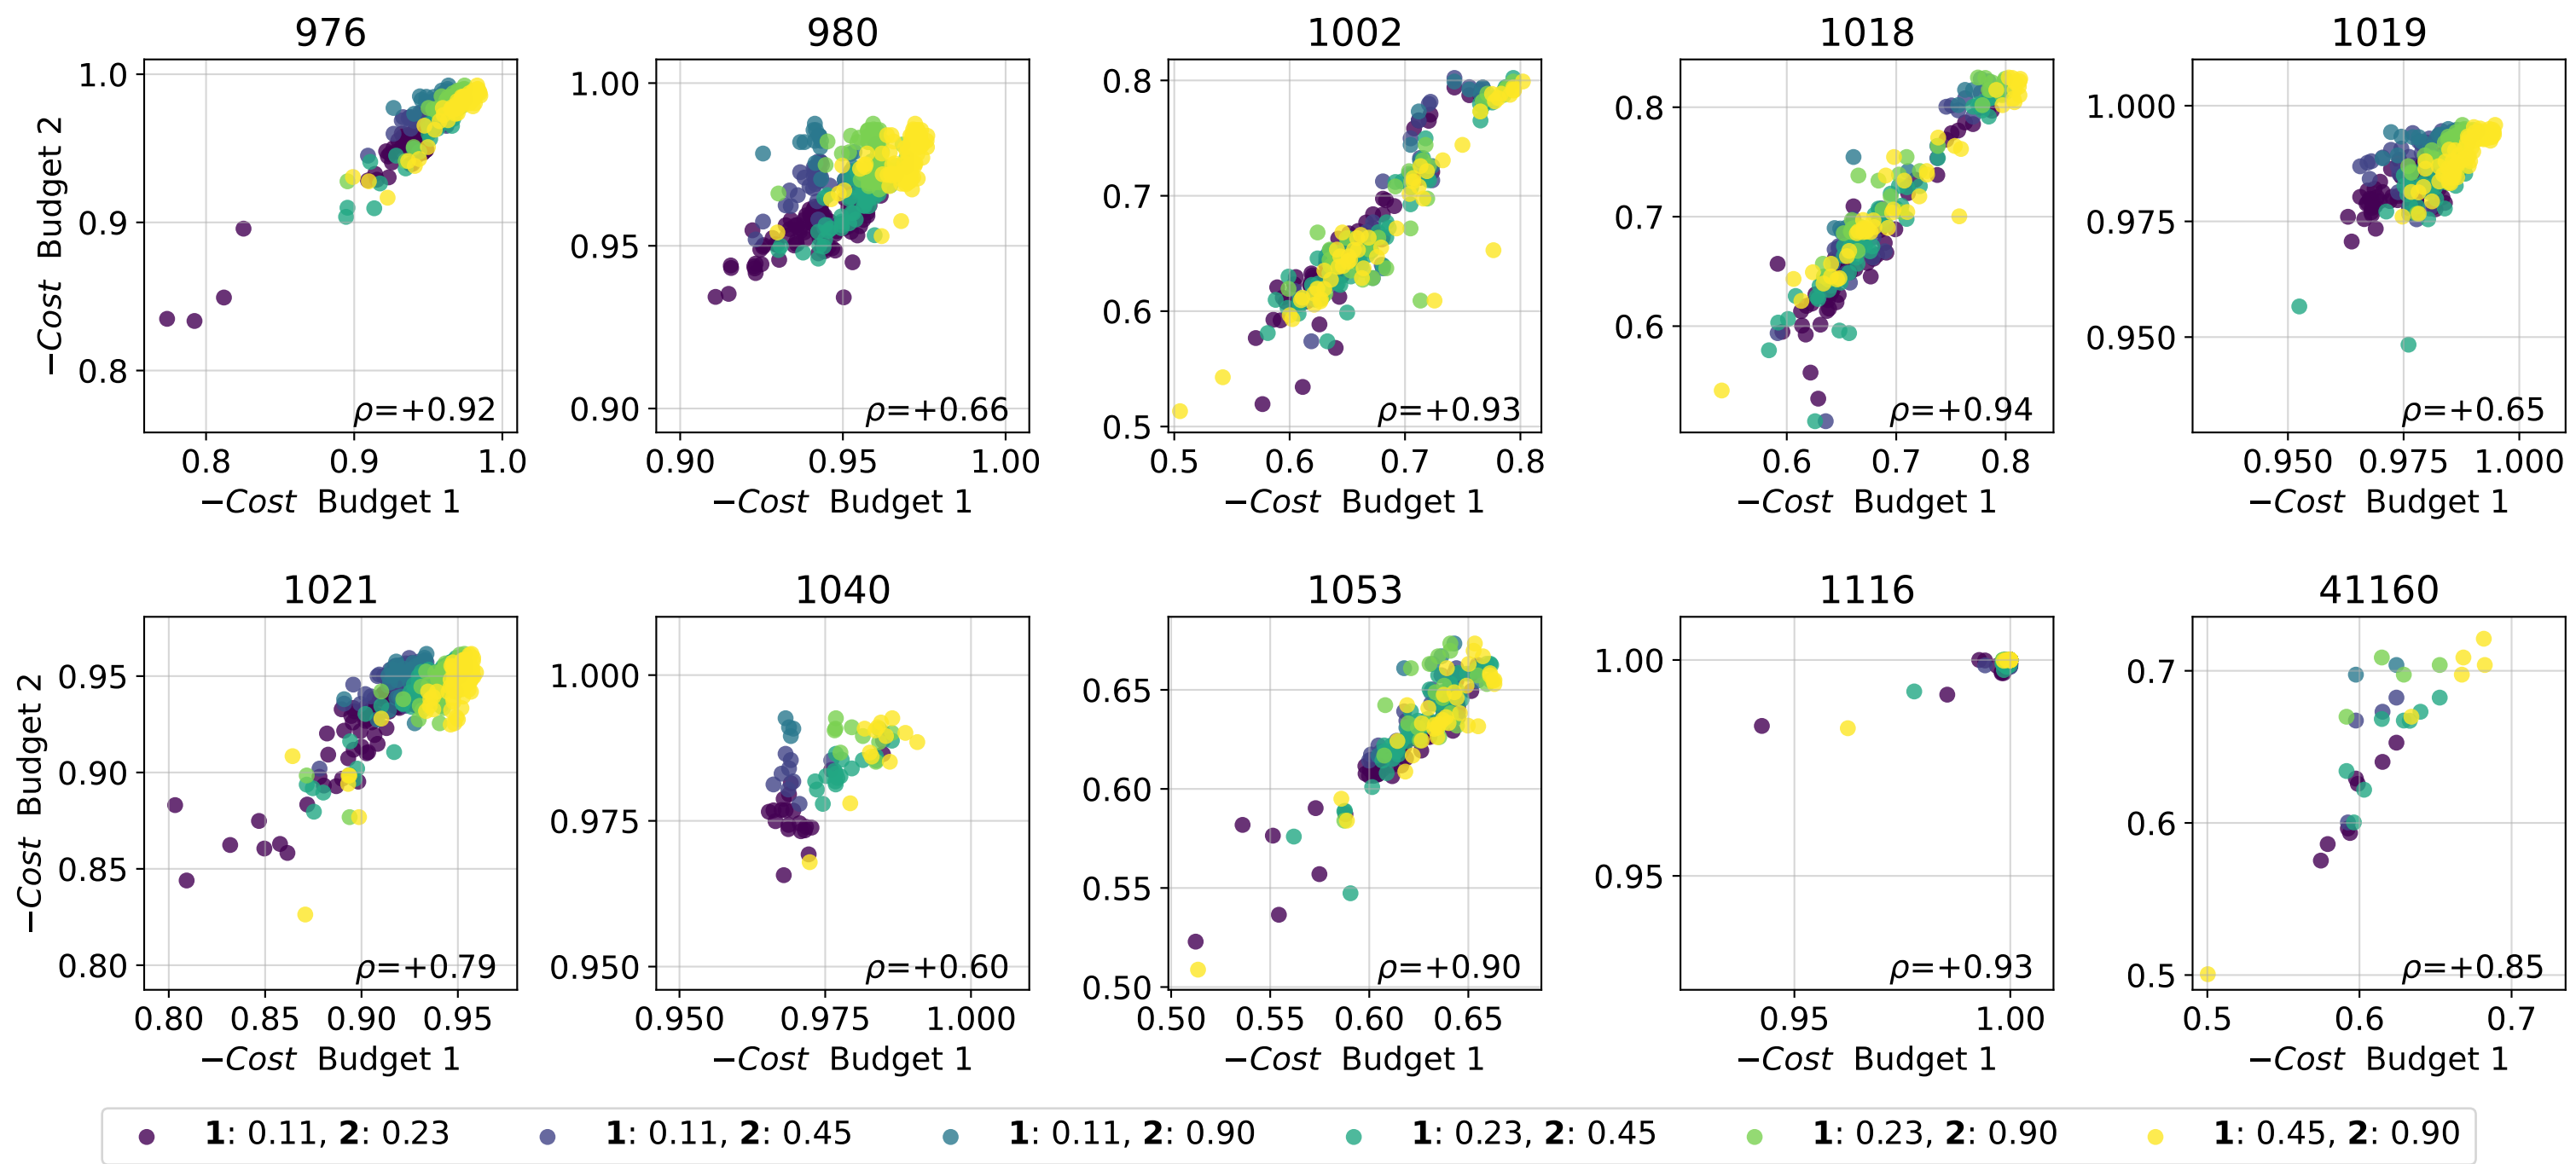 976 980 1002 1018 1019
1.0 0.9 0.8
−Cost Budget 2
ρ=+0.92
0.8 0.9 1.0
−Cost Budget 1
1.00 0.95 0.90
ρ=+0.66
0.90 0.95 1.00
−Cost Budget 1
0.8 0.7 0.6 0.5
ρ=+0.93
0.5 0.6 0.7 0.8
−Cost Budget 1
0.8 0.7 0.6
ρ=+0.94
0.6 0.7 0.8
−Cost Budget 1
1.000 0.975 0.950
ρ=+0.65
0.950 0.975 1.000
−Cost Budget 1
1021 1040 1053 1116 41160
0.95 0.90 0.85 0.80
−Cost Budget 2
ρ=+0.79
0.80 0.85 0.90 0.95
−Cost Budget 1
1.000 0.975 0.950
ρ=+0.60
0.950 0.975 1.000
−Cost Budget 1
0.65 0.60 0.55 0.50
ρ=+0.90
0.50 0.55 0.60 0.65
−Cost Budget 1
1.00 0.95
ρ=+0.93
0.95 1.00
−Cost Budget 1
0.7 0.6 0.5
ρ=+0.85
0.5 0.6 0.7
−Cost Budget 1
1: 0.11, 2: 0.23 1: 0.11, 2: 0.45 1: 0.11, 2: 0.90 1: 0.23, 2: 0.45 1: 0.23, 2: 0.90 1: 0.45, 2: 0.90